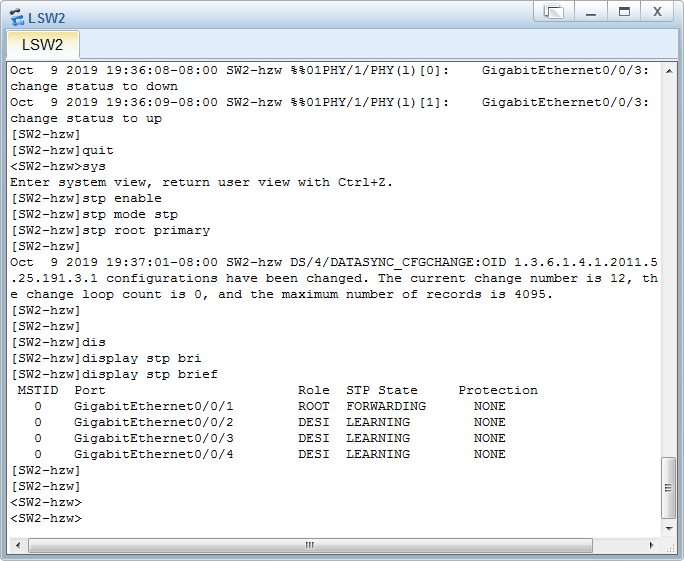 LSW2
LSW2
Oct  9 2019 19:36:08-08:00 SW2-hzw %%01PHY/1/PHY(l)[0]:    GigabitEthernet0/0/3:
change status to down
Oct  9 2019 19:36:09-08:00 SW2-hzw %%01PHY/1/PHY(l)[1]:    GigabitEthernet0/0/3:
change status to up
[SW2-hzw]
[SW2-hzw]quit
<SW2-hzw>sys
Enter system view, return user view with Ctrl+Z.
[SW2-hzw]stp enable
[SW2-hzw]stp mode stp
[SW2-hzw]stp root primary
[SW2-hzw]
Oct  9 2019 19:37:01-08:00 SW2-hzw DS/4/DATASYNC_CFGCHANGE:OID 1.3.6.1.4.1.2011.5
.25.191.3.1 configurations have been changed. The current change number is 12, th
e change loop count is 0, and the maximum number of records is 4095.
[SW2-hzw]
[SW2-hzw]
[SW2-hzw]dis
[SW2-hzw]display stp bri
[SW2-hzw]display stp brief
 MSTID  Port                        Role  STP State     Protection
   0    GigabitEthernet0/0/1        ROOT  FORWARDING      NONE
   0    GigabitEthernet0/0/2        DESI  LEARNING        NONE
   0    GigabitEthernet0/0/3        DESI  LEARNING        NONE
   0    GigabitEthernet0/0/4        DESI  LEARNING        NONE
[SW2-hzw]
[SW2-hzw]
<SW2-hzw>
<SW2-hzw>